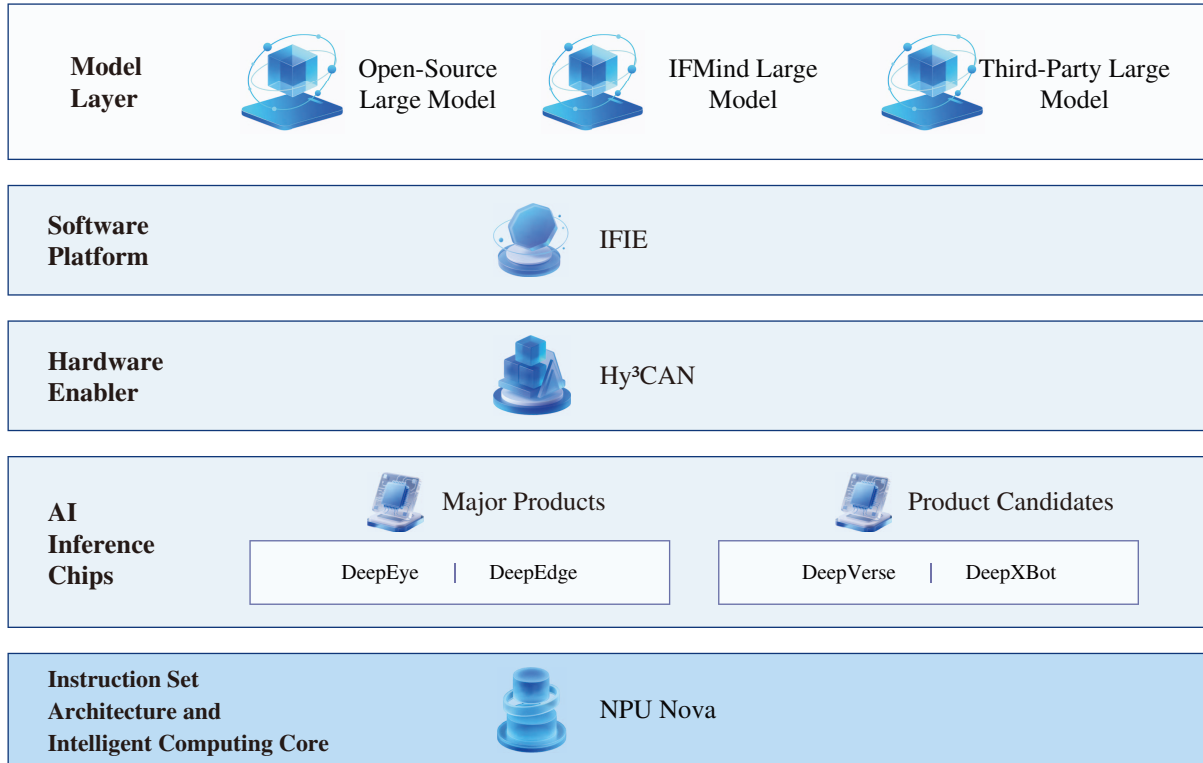 Model
Layer
Open-Source
Large Model
IFMind Large
Model
Third-Party Large
Model
Software
Platform
IFIE
Hardware
Enabler
Hy³CAN
AI
Inference
Chips
Major Products
DeepEye | DeepEdge
Product Candidates
DeepVerse | DeepXBot
Instruction Set
Architecture and
Intelligent Computing Core
NPU Nova